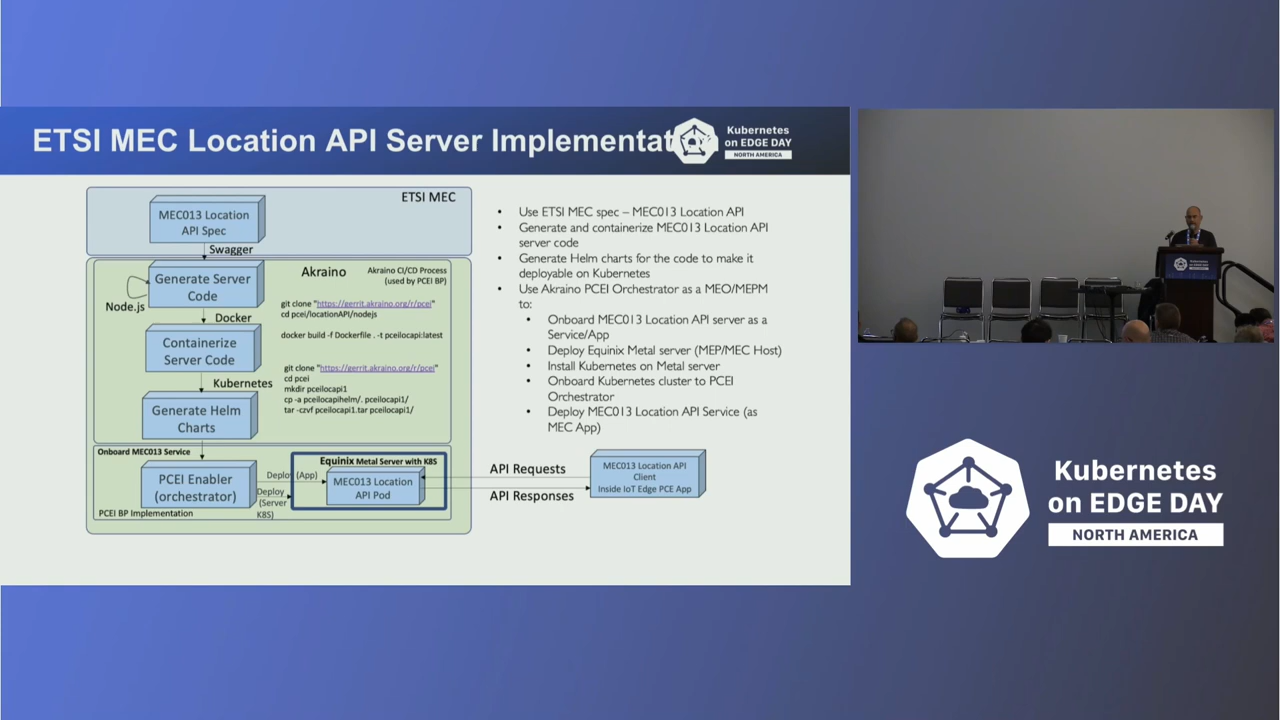 ETSI MEC Location API Server Implementat
Kubernetes
on EDGE DAY
NORTH AMERICA
ETSI MEC
MEC013 Location
API Spec
Swagger
Generate Server
Code
Node.js
Akraino
Akraino CI/CD Process
(used by PCEI BP)
git clone "https://gerrit.akraino.org/r/pcei"
cd pcei/locationAPI/nodejs
docker build -f Dockerfile . -t pceilocapi:latest
Docker
Containerize
Server Code
git clone "https://gerrit.akraino.org/r/pcei"
cd pcei
mkdir pceilocapi1
cp -a pceilocapihelm/. pceilocapi1/
tar -czvf pceilocapi1.tar pceilocapi1/
Kubernetes
Generate Helm
Charts
Onboard MEC013 Service
PCEI Enabler
(orchestrator)
PCEI BP Implementation
Deploy (App)
Deploy
(Server
K8S)
Equinix Metal Server with K8S
MEC013 Location
API Pod
API Requests
API Responses
MEC013 Location API
Client
Inside IoT Edge PCE App
• Use ETSI MEC spec – MEC013 Location API
• Generate and containerize MEC013 Location API
server code
• Generate Helm charts for the code to make it
deployable on Kubernetes
• Use Akraino PCEI Orchestrator as a MEO/MEPM
to:
• Onboard MEC013 Location API server as a
Service/App
• Deploy Equinix Metal server (MEP/MEC Host)
• Install Kubernetes on Metal server
• Onboard Kubernetes cluster to PCEI
Orchestrator
• Deploy MEC013 Location API Service (as
MEC App)
Kubernetes
on EDGE DAY
NORTH AMERICA